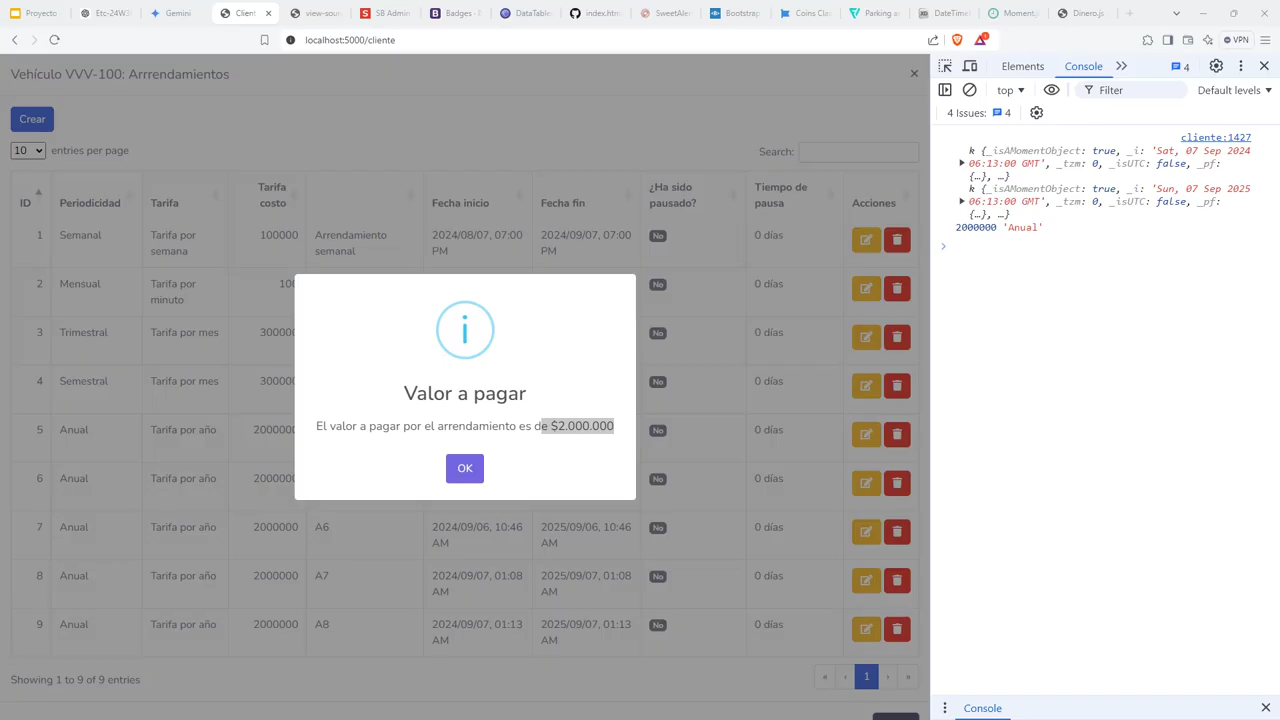 Proyecto
Etc-24W3
Gemini
Client
view-sour
SB Admin
Badges - B
DataTable
index.htm
SweetAler
Bootstrap
Coins Cla
Parking ar
DateTime
Moment.j
Dinero.js
localhost:5000/cliente
VPN
Vehículo VVV-100: Arrrendamientos
Crear
10 entries per page
Search:
ID Periodicidad Tarifa Tarifa costo Fecha inicio Fecha fin ¿Ha sido pausado? Tiempo de pausa Acciones
1 Semanal Tarifa por semana 100000 Arrendamiento semanal 2024/08/07, 07:00 PM 2024/09/07, 07:00 PM No 0 días
2 Mensual Tarifa por minuto 100 No 0 días
3 Trimestral Tarifa por mes 300000 No 0 días
4 Semestral Tarifa por mes 300000 No 0 días
5 Anual Tarifa por año 2000000 No 0 días
6 Anual Tarifa por año 2000000 No 0 días
7 Anual Tarifa por año 2000000 A6 2024/09/06, 10:46 AM 2025/09/06, 10:46 AM No 0 días
8 Anual Tarifa por año 2000000 A7 2024/09/07, 01:08 AM 2025/09/07, 01:08 AM No 0 días
9 Anual Tarifa por año 2000000 A8 2024/09/07, 01:13 AM 2025/09/07, 01:13 AM No 0 días
Showing 1 to 9 of 9 entries
« ‹ 1 › »
Valor a pagar
El valor a pagar por el arrendamiento es de $2.000.000
OK
Elements
Console
4
top
Filter
Default levels
4 Issues: 4
cliente:1427
k {_isAMomentObject: true, _i: 'Sat, 07 Sep 2024
06:13:00 GMT', _tzm: 0, _isUTC: false, _pf:
{…}, …}
k {_isAMomentObject: true, _i: 'Sun, 07 Sep 2025
06:13:00 GMT', _tzm: 0, _isUTC: false, _pf:
{…}, …}
2000000 'Anual'
Console